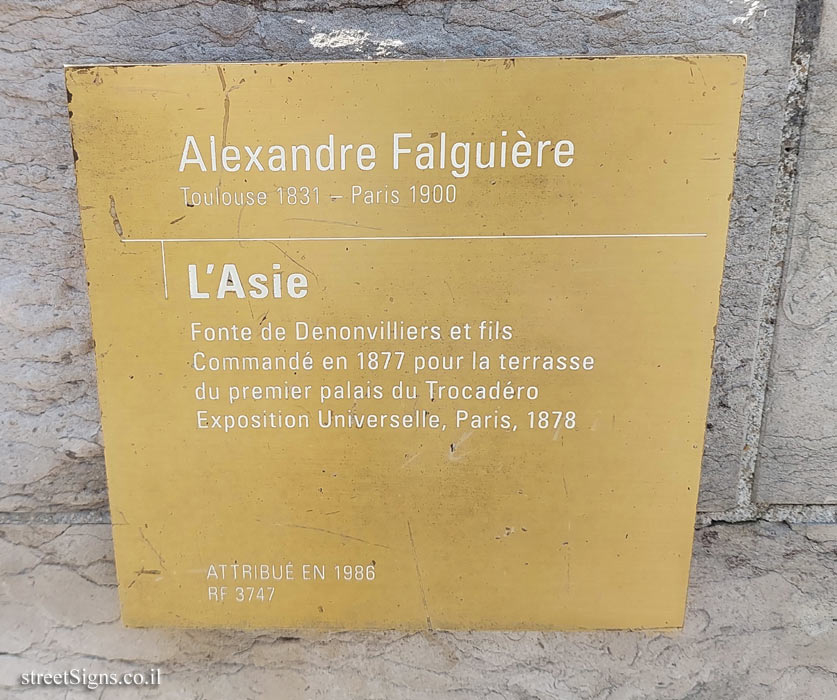 Alexandre Falguière
Toulouse 1831 – Paris 1900
L'Asie
Fonte de Denonvilliers et fils
Commandé en 1877 pour la terrasse
du premier palais du Trocadéro
Exposition Universelle, Paris, 1878
ATTRIBUÉ EN 1986
RF 3747
streetSigns.co.il